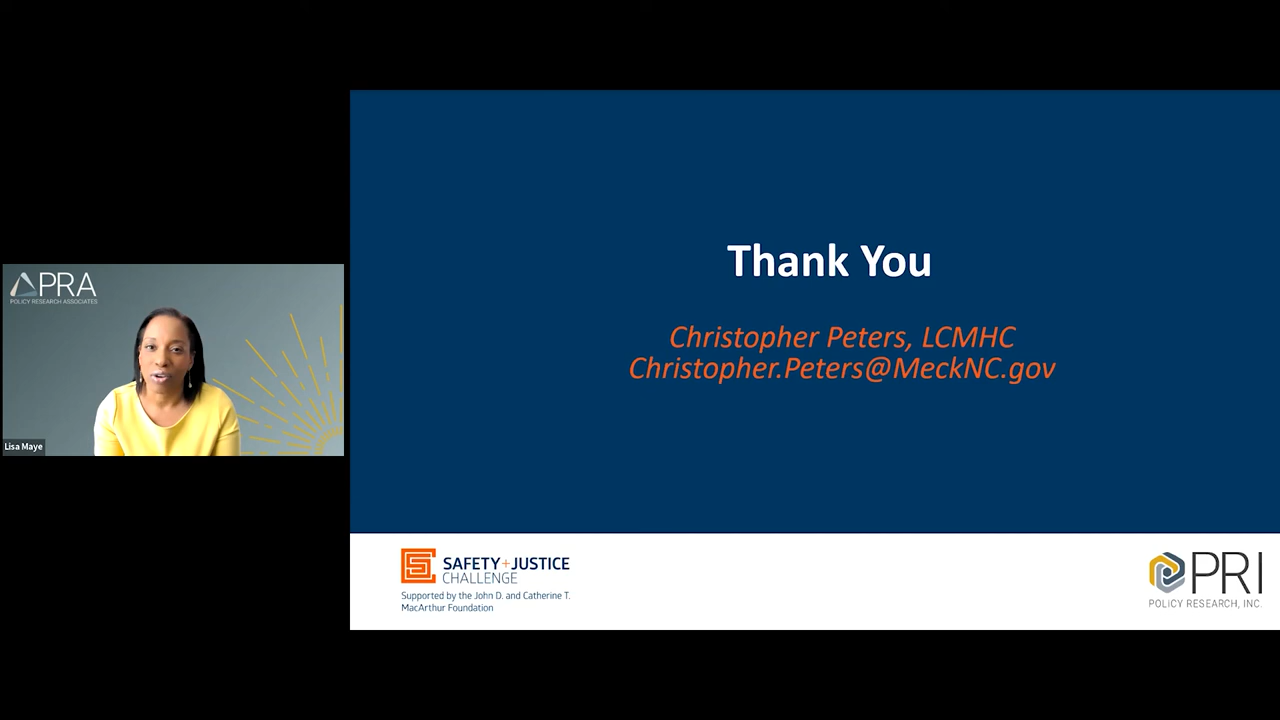 PRA
POLICY RESEARCH ASSOCIATES
Lisa Maye
Thank You
Christopher Peters, LCMHC
Christopher.Peters@MeckNC.gov
SAFETY+JUSTICE
CHALLENGE
Supported by the John D. and Catherine T.
MacArthur Foundation
PRI
POLICY RESEARCH, INC.